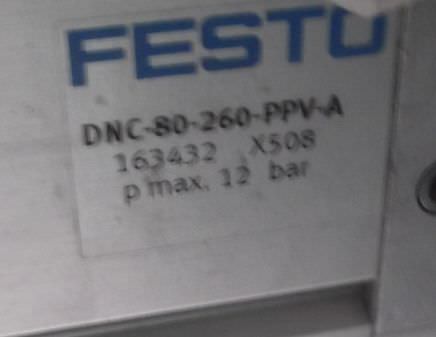 FESTO
DNC-80-260-PPV-A
163432 X508
p max. 12 bar